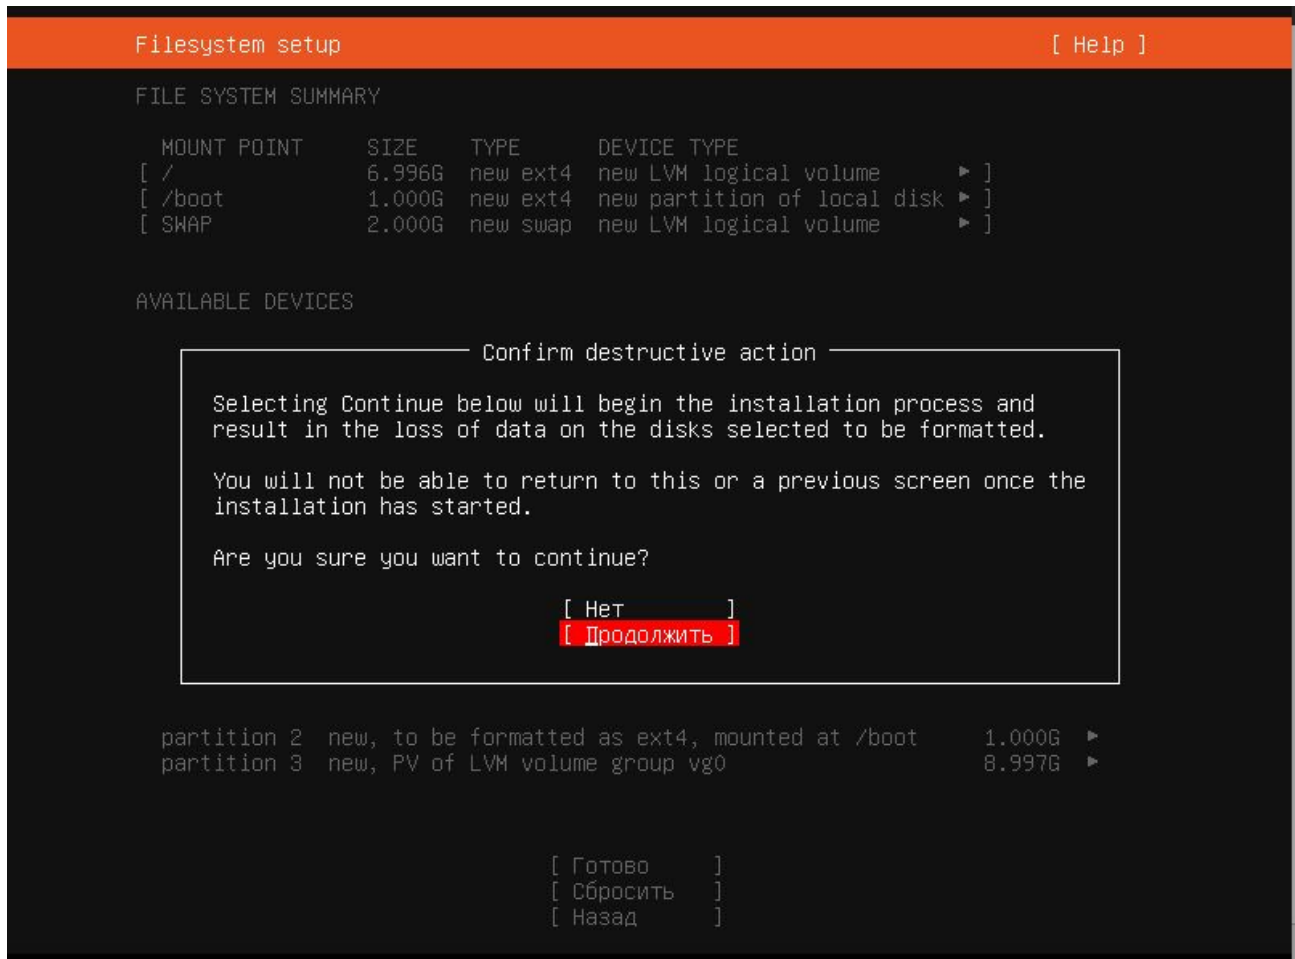 Filesystem setup [ Help ]
FILE SYSTEM SUMMARY
MOUNT POINT SIZE TYPE DEVICE TYPE
[ / 6.996G new ext4 new LVM logical volume ▸ ]
[ /boot 1.000G new ext4 new partition of local disk ▸ ]
[ SWAP 2.000G new swap new LVM logical volume ▸ ]
AVAILABLE DEVICES
Confirm destructive action
Selecting Continue below will begin the installation process and
result in the loss of data on the disks selected to be formatted.
You will not be able to return to this or a previous screen once the
installation has started.
Are you sure you want to continue?
[ Нет ]
[ Продолжить ]
partition 2 new, to be formatted as ext4, mounted at /boot 1.000G ▸
partition 3 new, PV of LVM volume group vg0 8.997G ▸
[ Готово ]
[ Сбросить ]
[ Назад ]